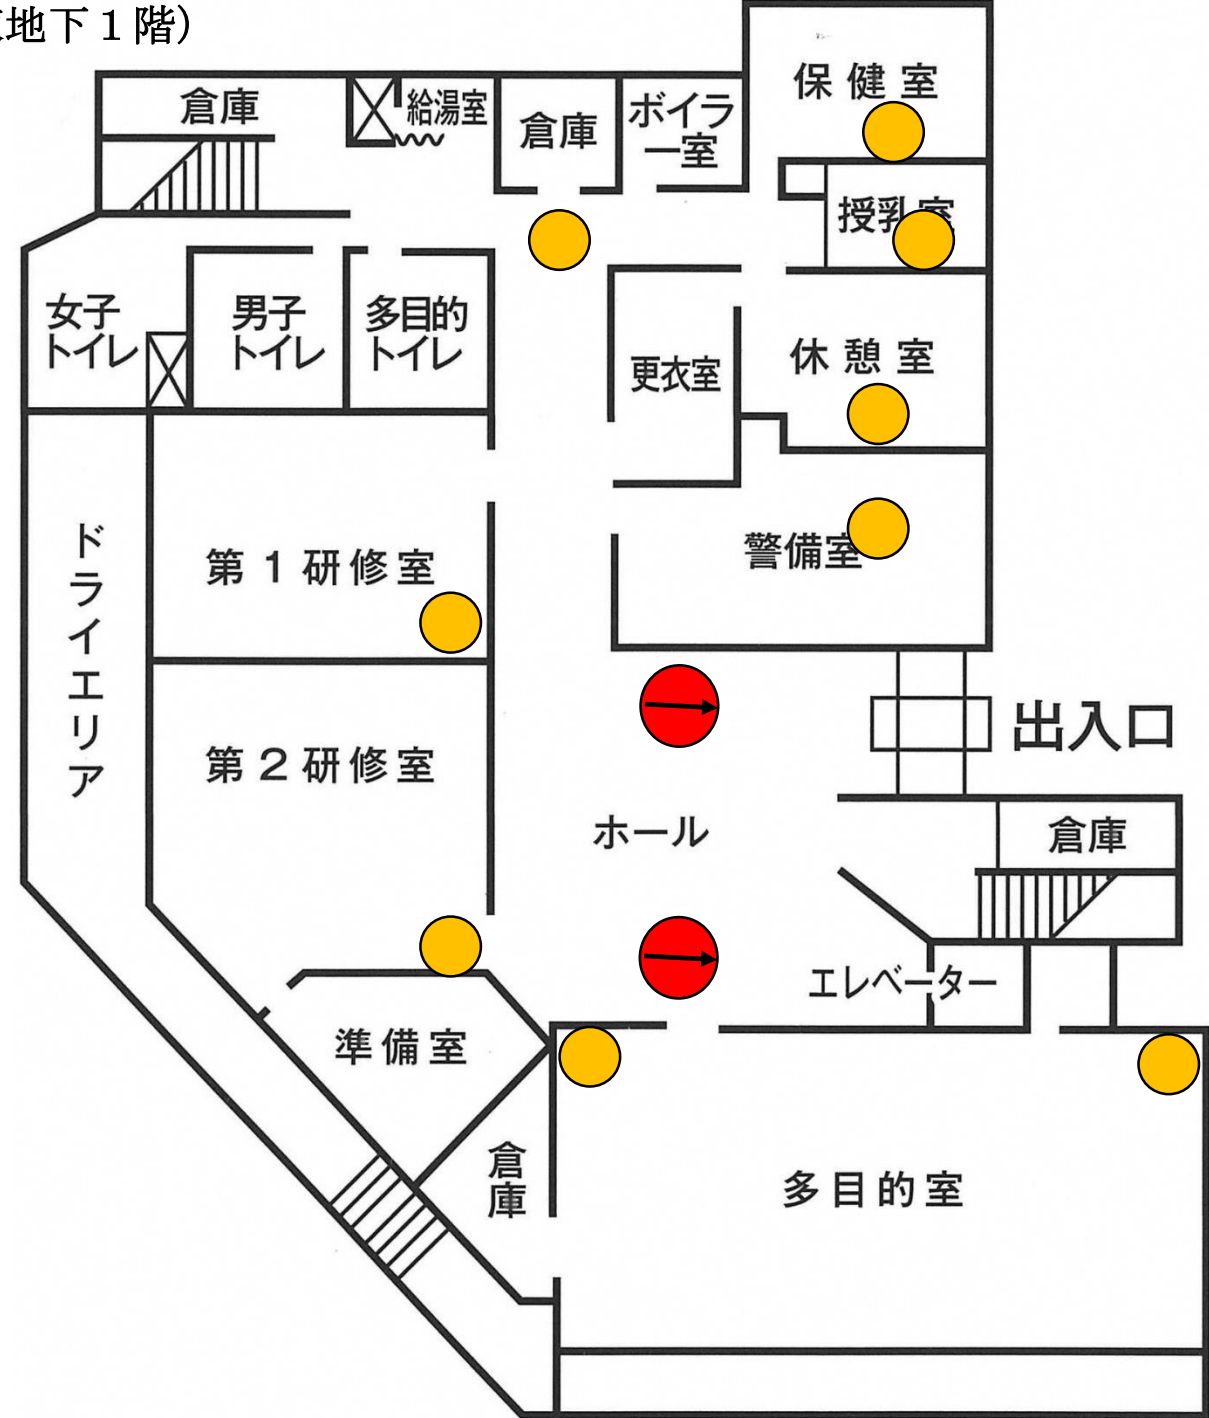 地下１階）
保健室
倉庫
給湯室
倉庫
ボイラ
ー室
授乳室
女子
トイレ
男子
トイレ
多目的
トイレ
更衣室
休憩室
警備室
第１研修室
ドライエリア
出入口
第２研修室
ホール
倉庫
エレベーター
準備室
倉庫
多目的室